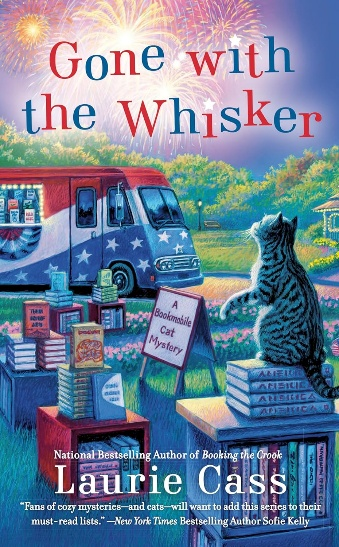 Gone with
the Whisker
A
Bookmobile
Cat
Mystery
National Bestselling Author of Booking the Crook
Laurie Cass
"Fans of cozy mysteries—and cats—will want to add this series to their
must-read lists." —New York Times Bestselling Author Sofie Kelly